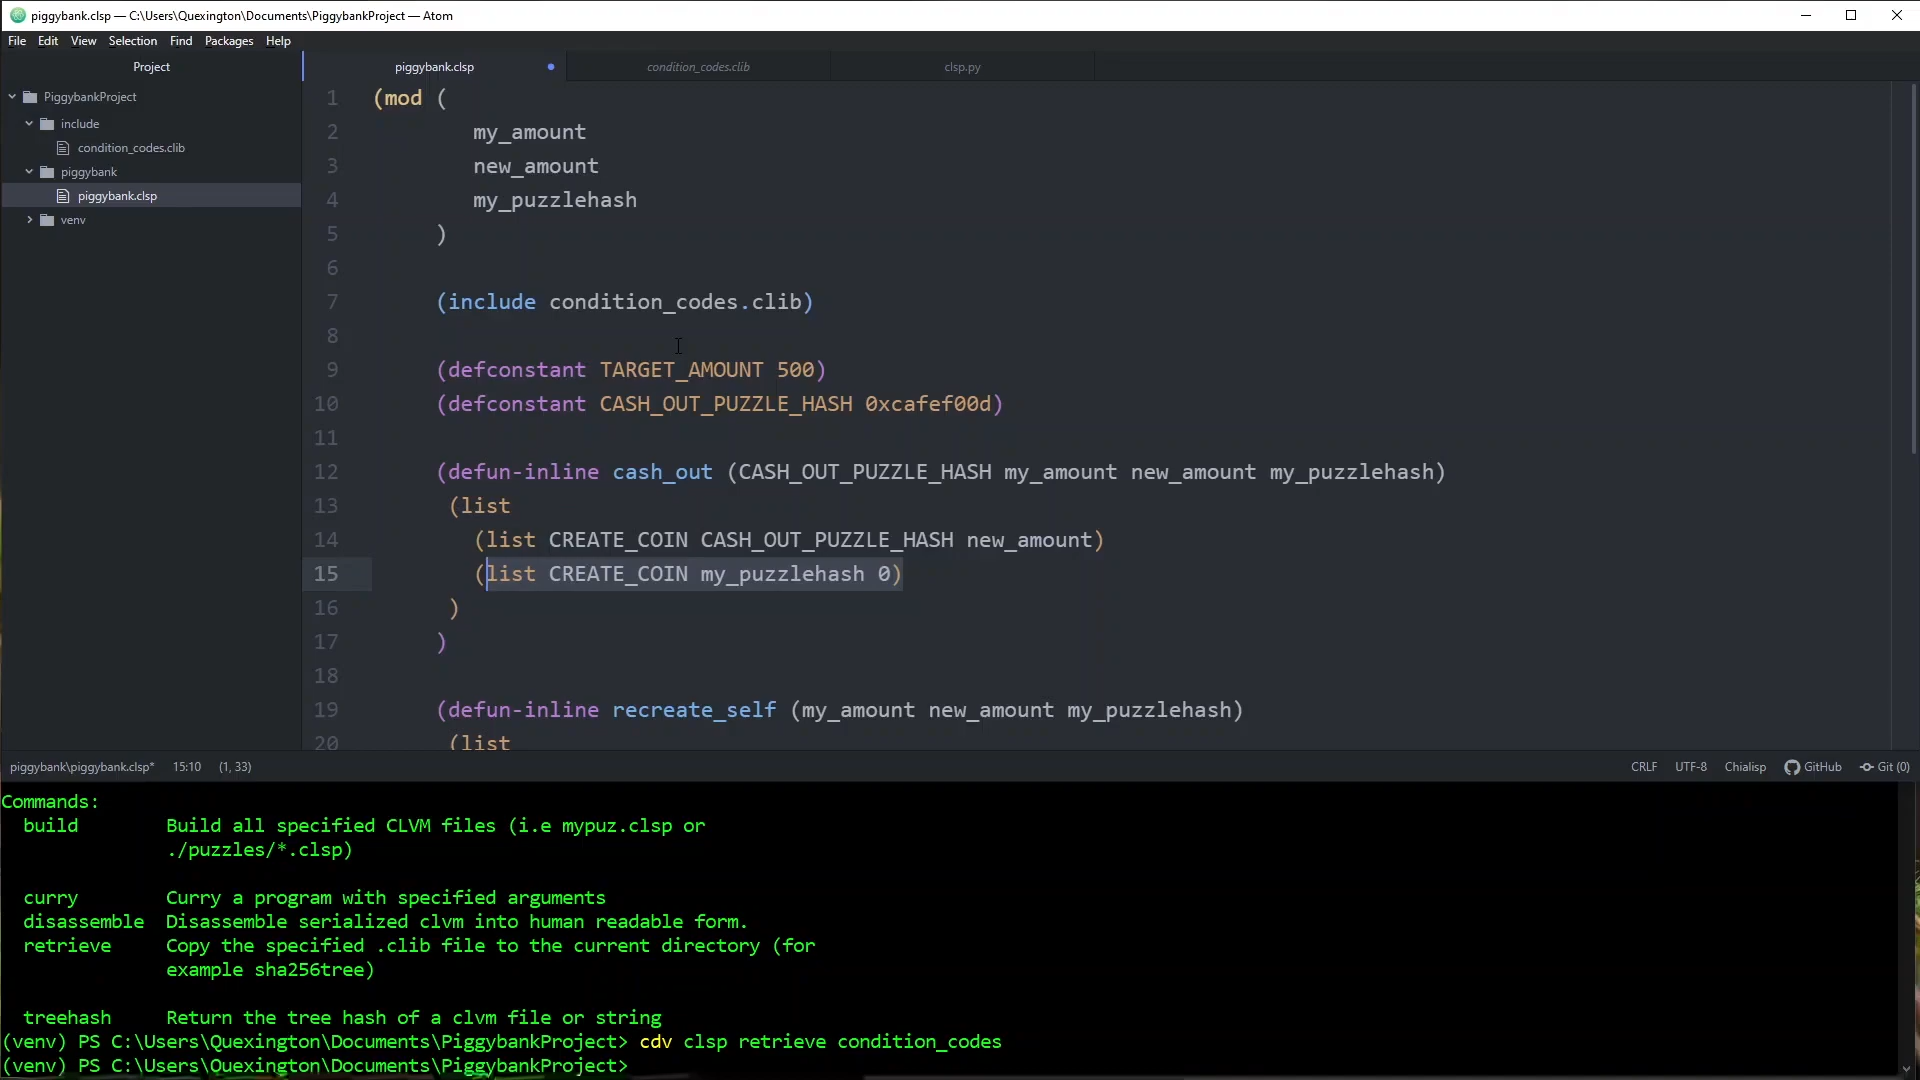 piggybank.clsp — C:\Users\Quexington\Documents\PiggybankProject — Atom
File Edit View Selection Find Packages Help
Project
piggybank.clsp
condition_codes.clib
clsp.py
PiggybankProject
include
condition_codes.clib
piggybank
piggybank.clsp
venv
1 (mod (
2 my_amount
3 new_amount
4 my_puzzlehash
5 )
6
7 (include condition_codes.clib)
8
9 (defconstant TARGET_AMOUNT 500)
10 (defconstant CASH_OUT_PUZZLE_HASH 0xcafef00d)
11
12 (defun-inline cash_out (CASH_OUT_PUZZLE_HASH my_amount new_amount my_puzzlehash)
13 (list
14 (list CREATE_COIN CASH_OUT_PUZZLE_HASH new_amount)
15 (list CREATE_COIN my_puzzlehash 0)
16 )
17 )
18
19 (defun-inline recreate_self (my_amount new_amount my_puzzlehash)
20 (list
piggybank\piggybank.clsp* 15:10 (1, 33) CRLF UTF-8 Chialisp GitHub Git (0)
Commands:
build Build all specified CLVM files (i.e mypuz.clsp or
./puzzles/*.clsp)
curry Curry a program with specified arguments
disassemble Disassemble serialized clvm into human readable form.
retrieve Copy the specified .clib file to the current directory (for
example sha256tree)
treehash Return the tree hash of a clvm file or string
(venv) PS C:\Users\Quexington\Documents\PiggybankProject> cdv clsp retrieve condition_codes
(venv) PS C:\Users\Quexington\Documents\PiggybankProject>